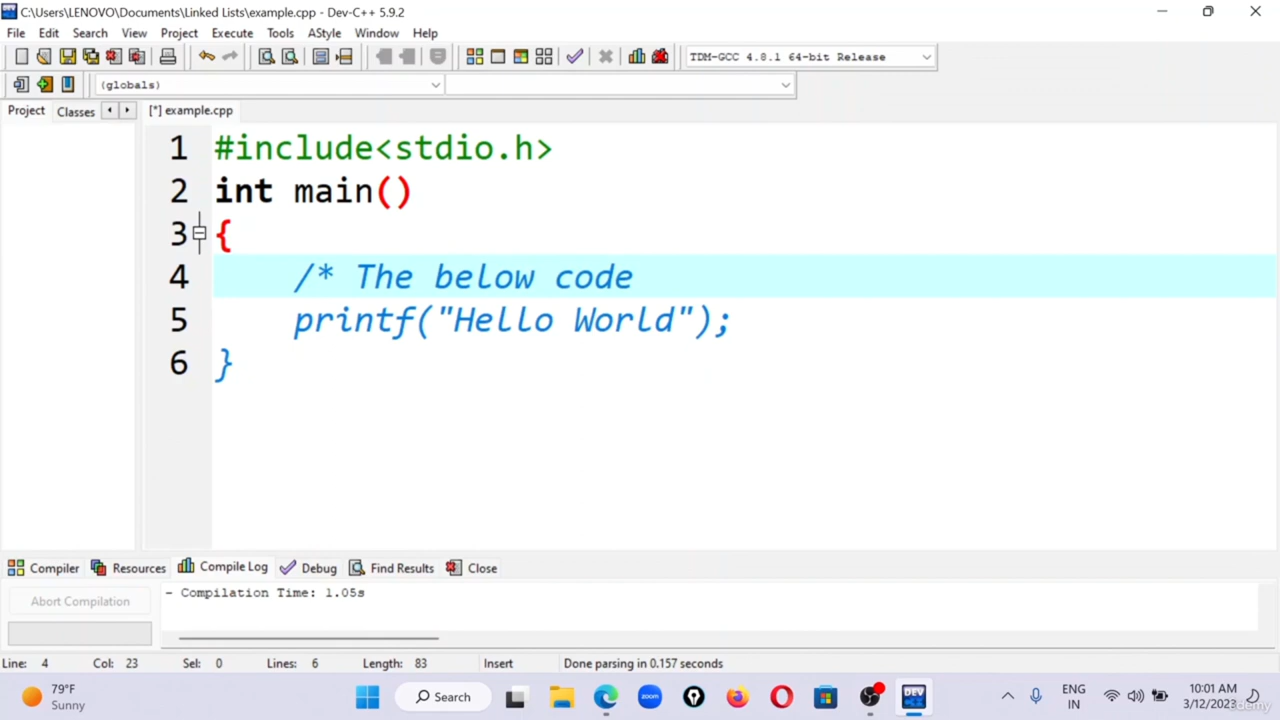 C:\Users\LENOVO\Documents\Linked Lists\example.cpp - Dev-C++ 5.9.2
File Edit Search View Project Execute Tools AStyle Window Help
TDM-GCC 4.8.1 64-bit Release
(globals)
Project Classes [*] example.cpp
1 #include<stdio.h>
2 int main()
3 {
4 /* The below code
5 printf("Hello World");
6 }
Compiler Resources Compile Log Debug Find Results Close
Abort Compilation
- Compilation Time: 1.05s
Line: 4 Col: 23 Sel: 0 Lines: 6 Length: 83 Insert Done parsing in 0.157 seconds
79°F
Sunny
Search
zoom
DEV
ENG
IN
10:01 AM
3/12/2023
Udemy